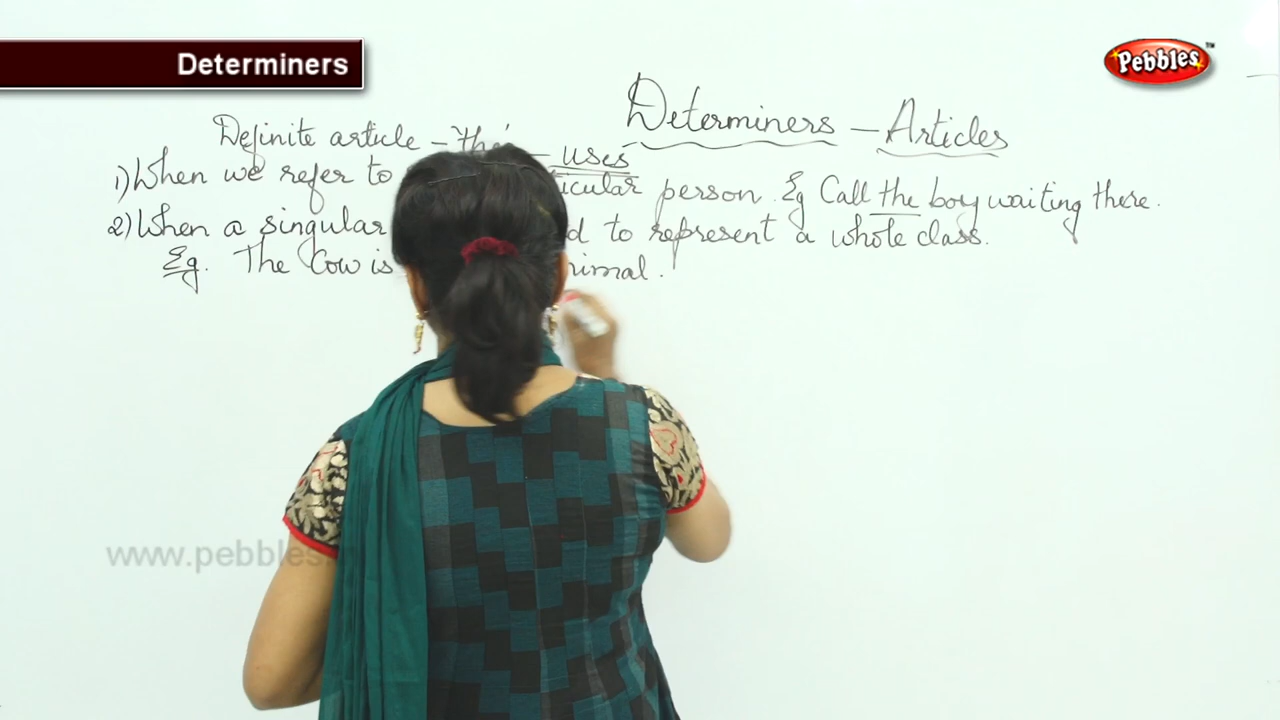 Determiners
Pebbles™
Determiners – Articles
Definite article – 'the' – uses
1) When we refer to person. Eg Call the boy waiting there.
2) When a singular to represent a whole class.
Eg. The Cow is
www.pebbles.